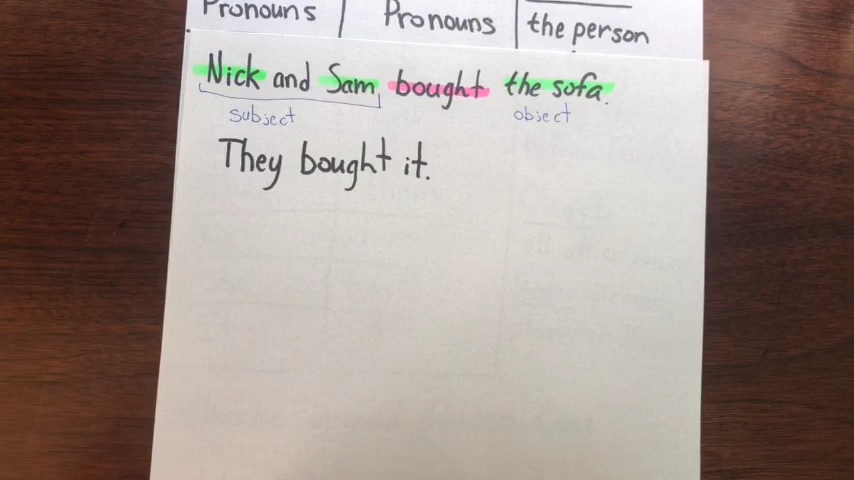 Pronouns Pronouns the person
Nick and Sam bought the sofa.
subject object
They bought it.